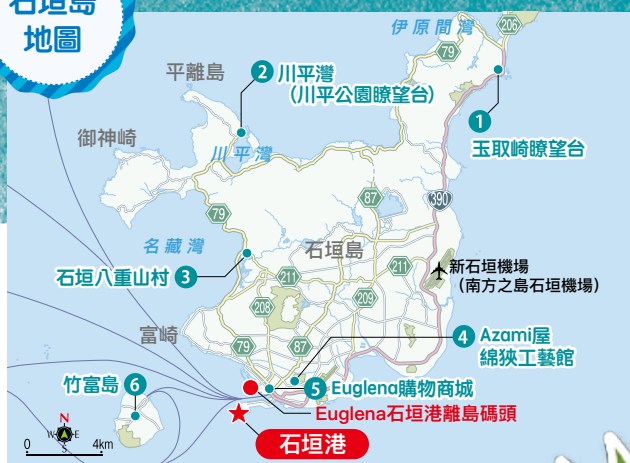 石垣島
地圖
伊原間灣
206
79
平離島
2 川平灣
（川平公園瞭望台）
1
玉取崎瞭望台
御神崎
川平灣
87
390
79
名藏灣
石垣島
石垣八重山村 3
211
211
新石垣機場
（南方之島石垣機場）
208
209
富崎
79
87
4 Azami屋
綿狹工藝館
竹富島 6
5 Euglena購物商城
Euglena石垣港離島碼頭
石垣港
N
W E
S
0 4km